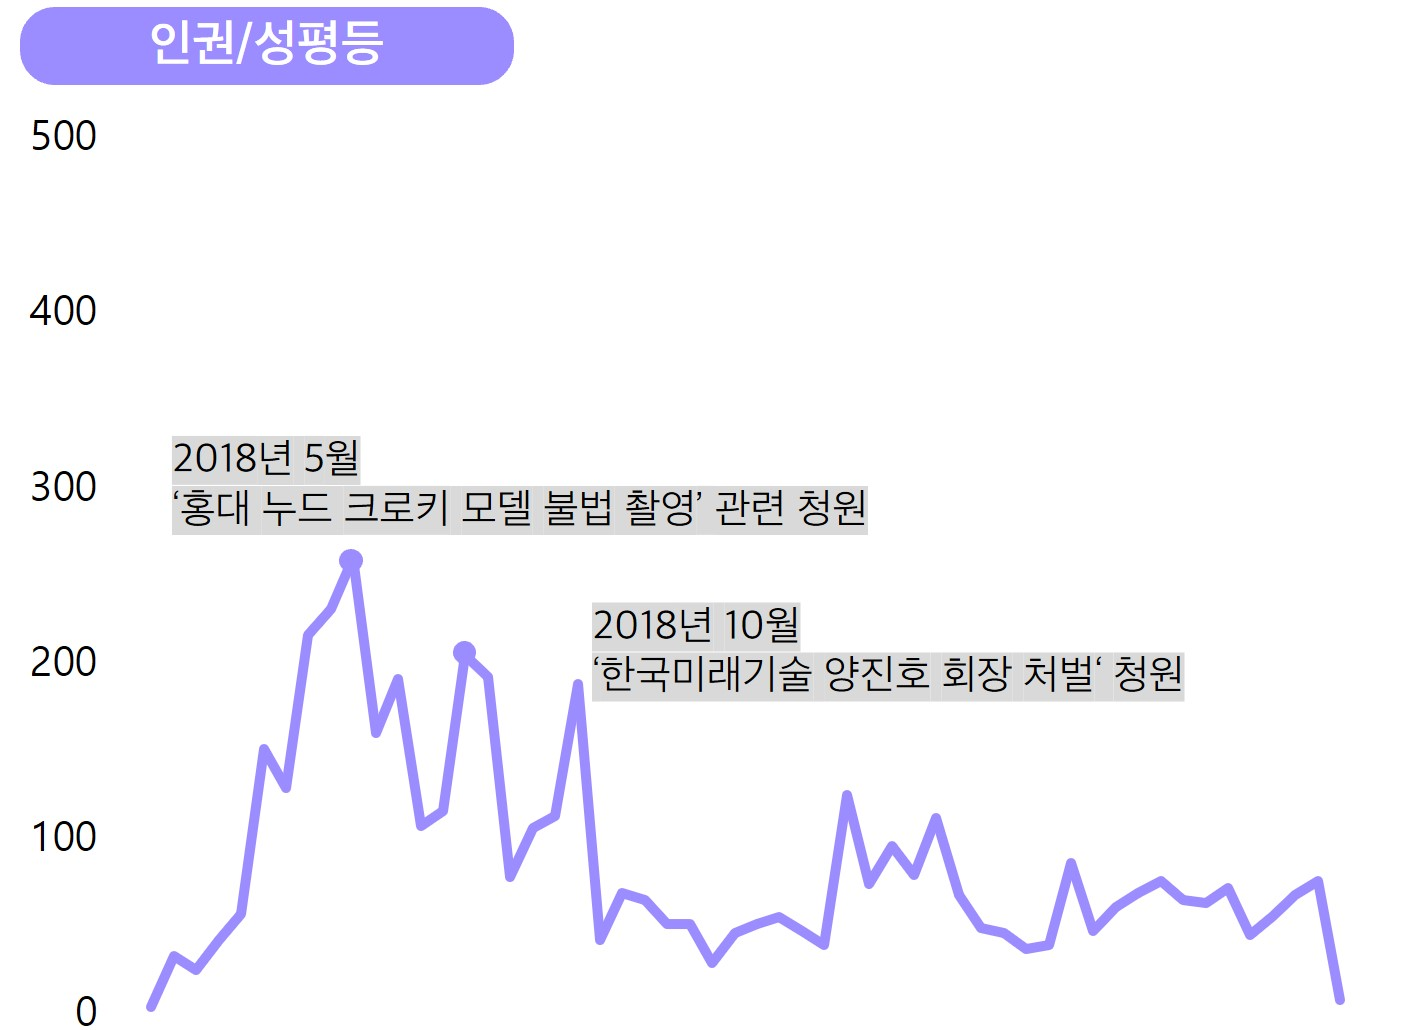 인권/성평등
500
400
300
200
100
0
2018년 5월
‘홍대 누드 크로키 모델 불법 촬영’ 관련 청원
2018년 10월
‘한국미래기술 양진호 회장 처벌‘ 청원